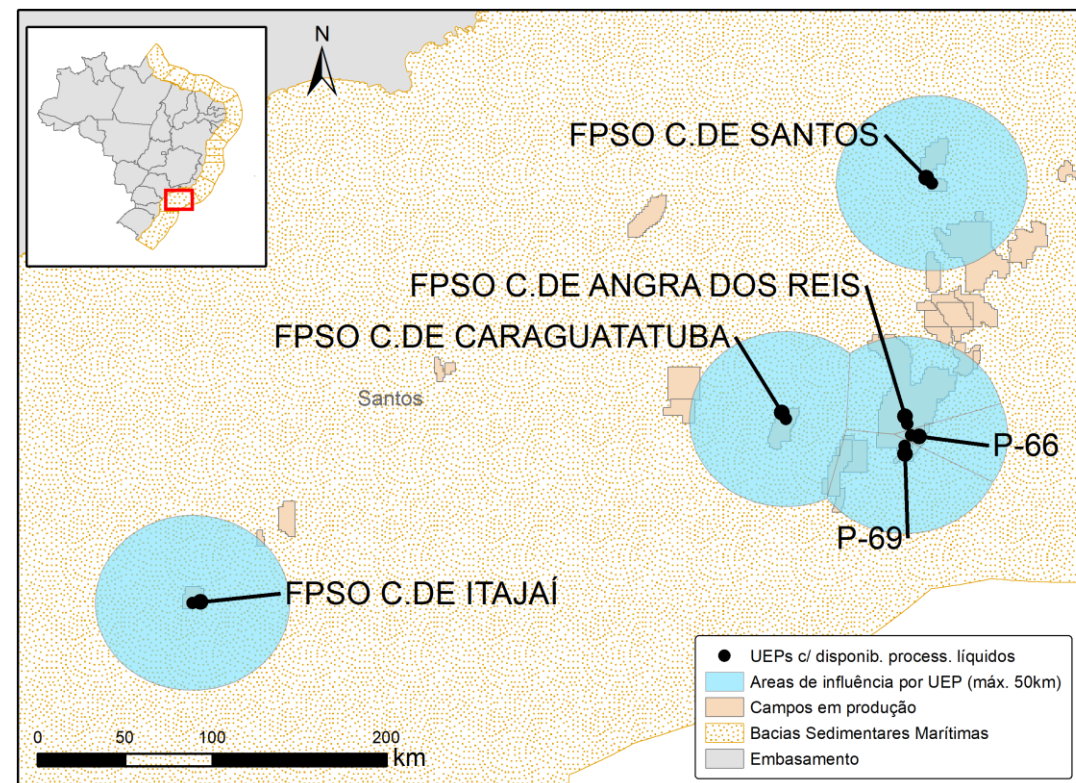 N
FPSO C.DE SANTOS
FPSO C.DE ANGRA DOS REIS
FPSO C.DE CARAGUATATUBA
Santos
P-66
P-69
FPSO C.DE ITAJAÍ
0 50 100 200
km
UEPs c/ disponib. process. líquidos
Areas de influência por UEP (máx. 50km)
Campos em produção
Bacias Sedimentares Marítimas
Embasamento